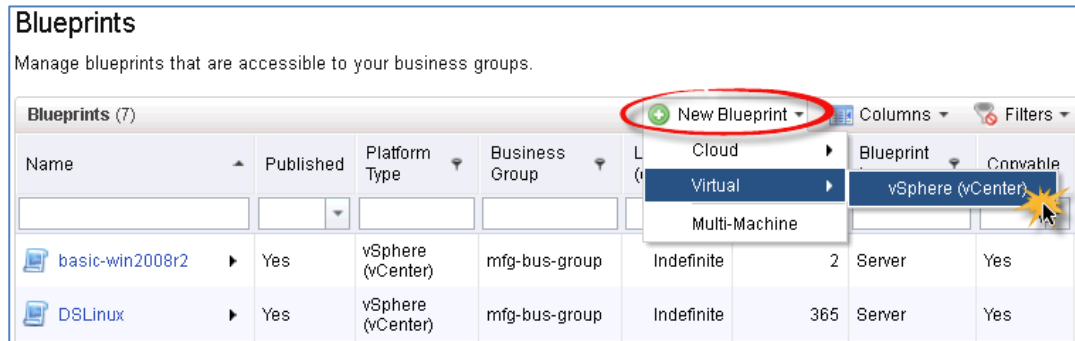 Blueprints
Manage blueprints that are accessible to your business groups.
Blueprints (7)
New Blueprint
Columns
Filters
Name
Published
Platform
Type
Business
Group
L
(
Blueprint
Copyable
Cloud
Virtual
Multi-Machine
vSphere (vCenter)
basic-win2008r2 Yes vSphere (vCenter) mfg-bus-group Indefinite 2 Server Yes
DSLinux Yes vSphere (vCenter) mfg-bus-group Indefinite 365 Server Yes